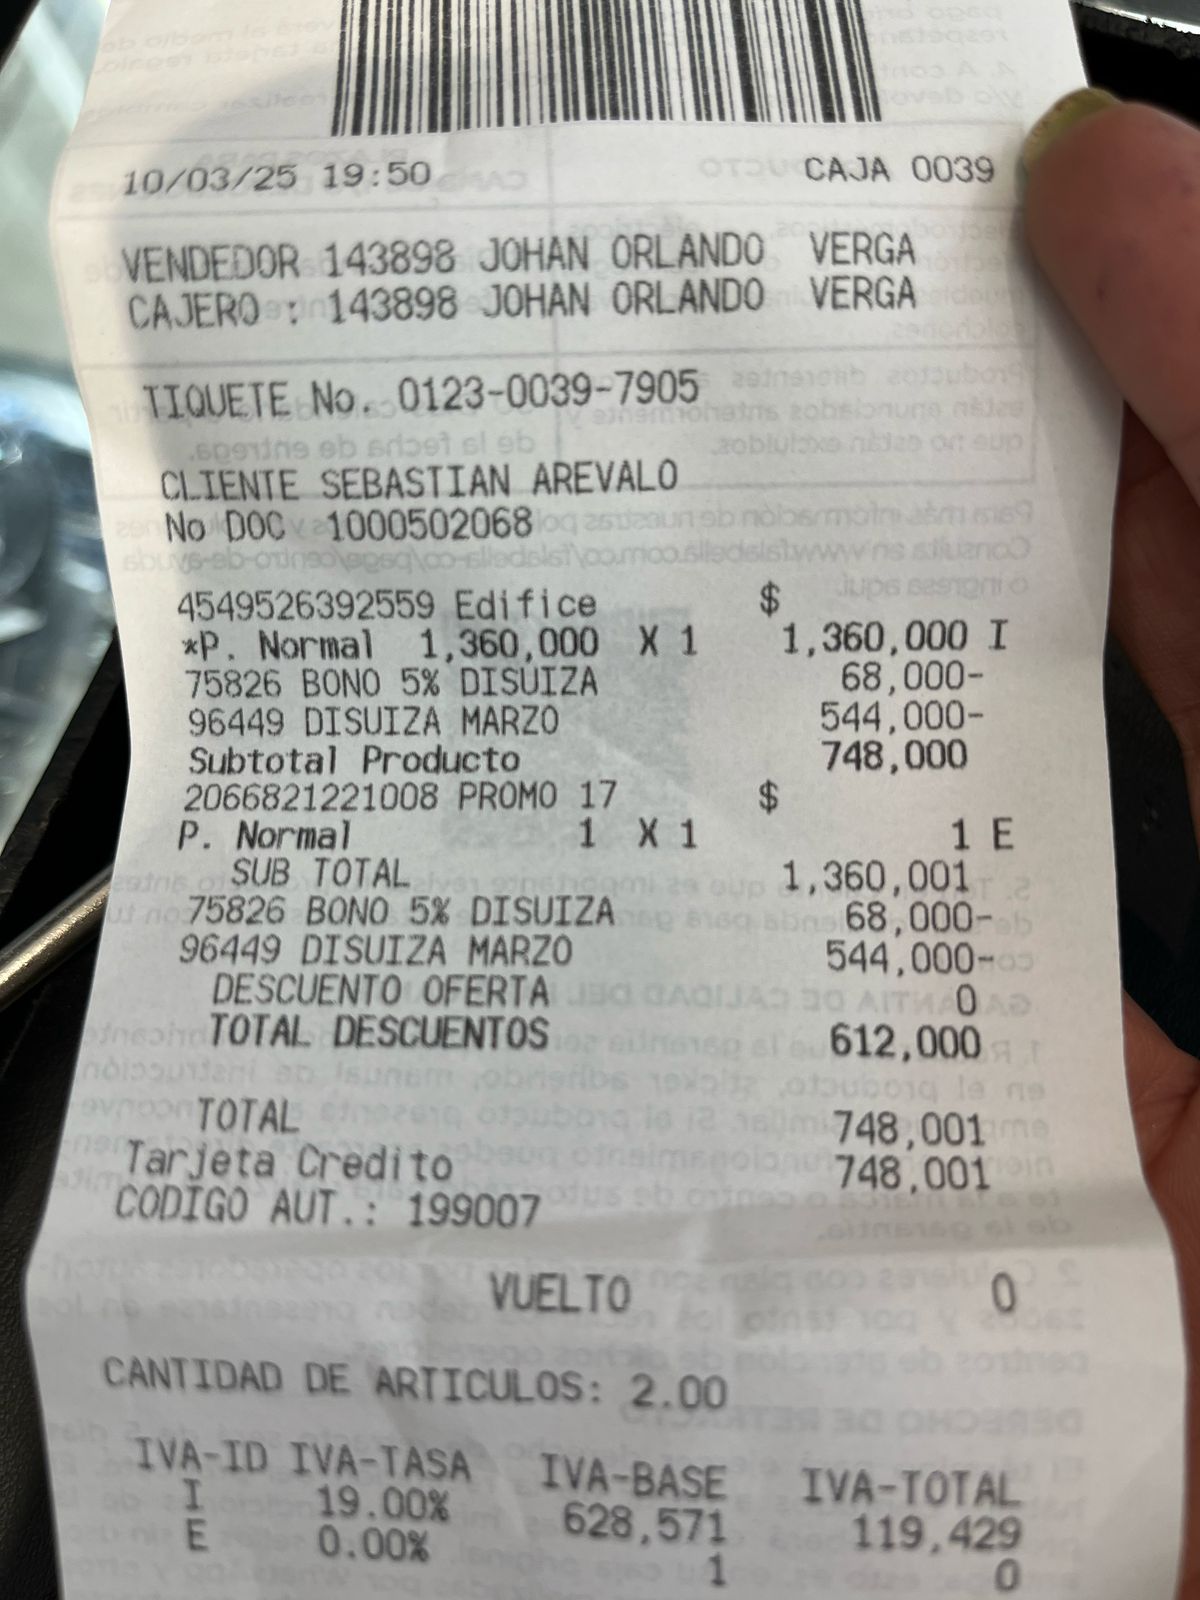 10/03/25 19:50 CAJA 0039
VENDEDOR 143898 JOHAN ORLANDO VERGA
CAJERO : 143898 JOHAN ORLANDO VERGA
TIQUETE No. 0123-0039-7905
CLIENTE SEBASTIAN AREVALO
No DOC 1000502068
4549526392559 Edifice $
*P. Normal 1,360,000 X 1 1,360,000 I
75826 BONO 5% DISUIZA 68,000-
96449 DISUIZA MARZO 544,000-
Subtotal Producto 748,000
2066821221008 PROMO 17 $
P. Normal 1 X 1 1 E
SUB TOTAL 1,360,001
75826 BONO 5% DISUIZA 68,000-
96449 DISUIZA MARZO 544,000-
DESCUENTO OFERTA 0
TOTAL DESCUENTOS 612,000
TOTAL 748,001
Tarjeta Credito 748,001
CODIGO AUT.: 199007
VUELTO 0
CANTIDAD DE ARTICULOS: 2.00
IVA-ID IVA-TASA IVA-BASE IVA-TOTAL
I 19.00% 628,571 119,429
E 0.00% 1 0